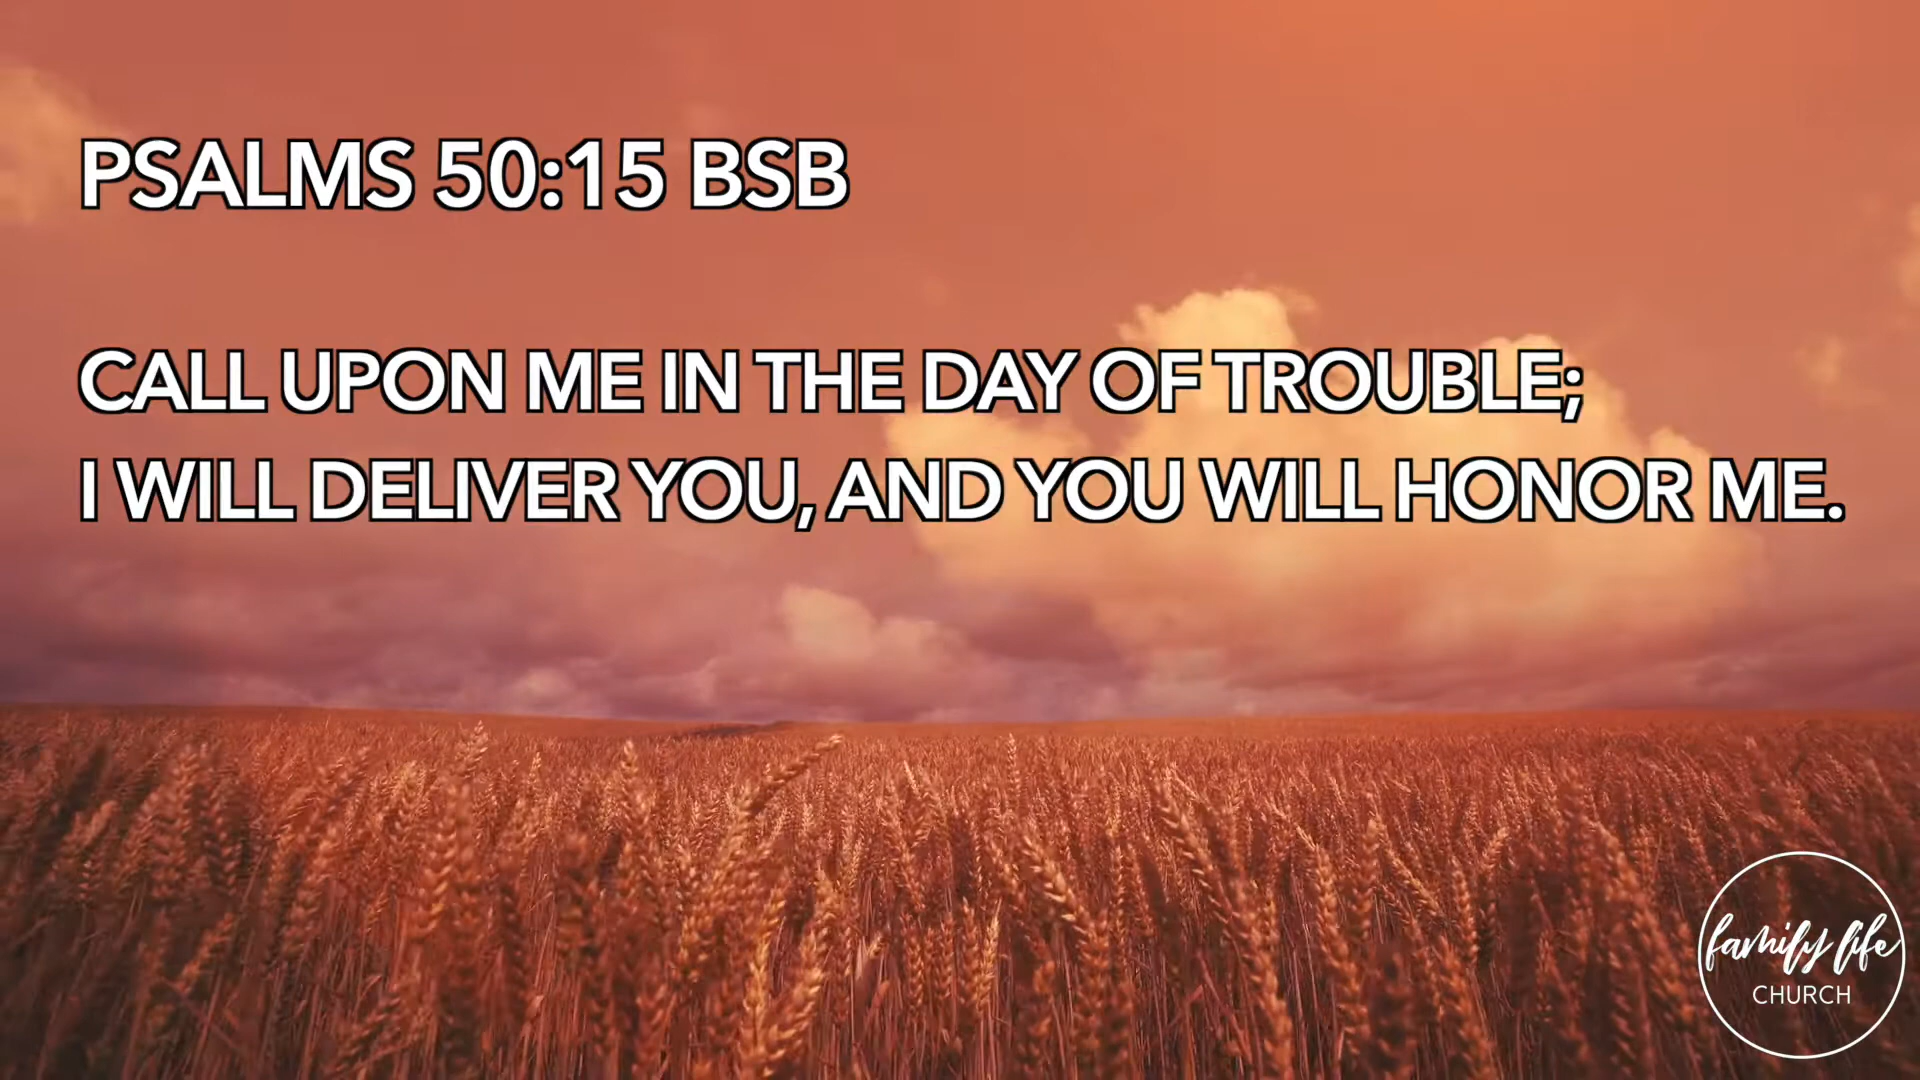 PSALMS 50:15 BSB
CALL UPON ME IN THE DAY OF TROUBLE;
I WILL DELIVER YOU, AND YOU WILL HONOR ME.
family life
CHURCH